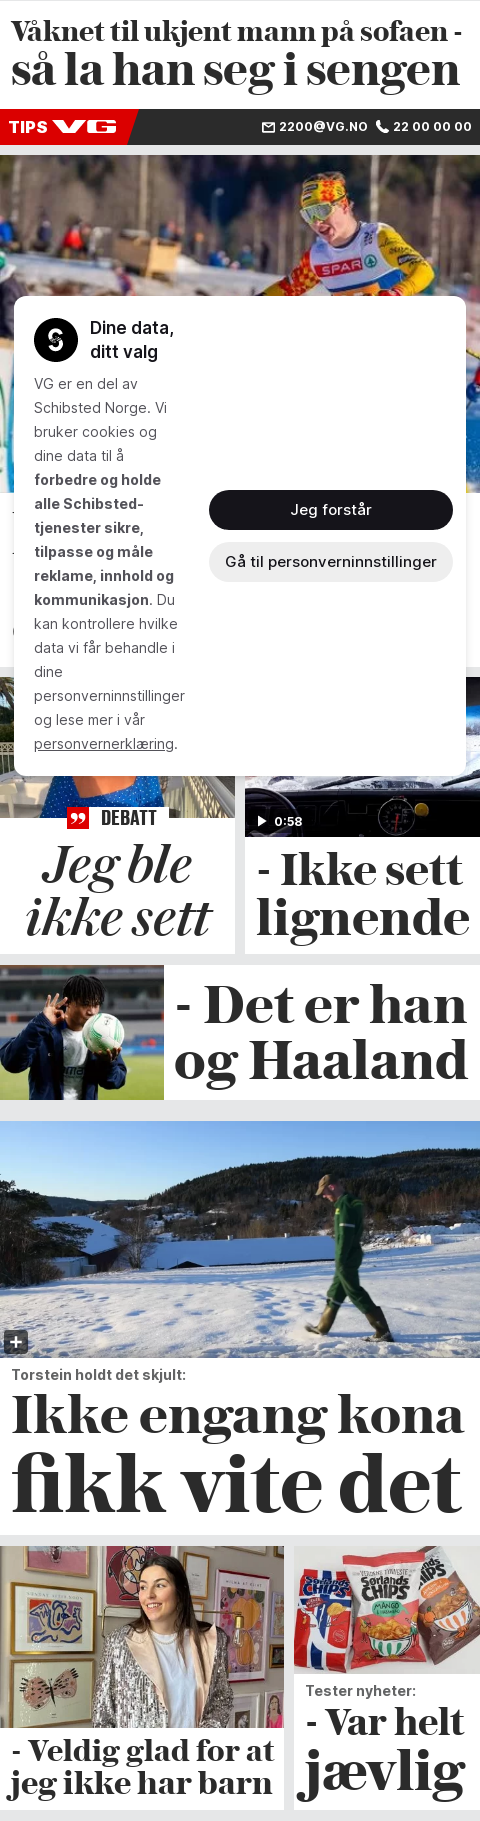 Våknet til ukjent mann på sofaen -
så la han seg i sengen
TIPS VG
2200@VG.NO
22 00 00 00
SPAR
Dine data,
ditt valg
VG er en del av
Schibsted Norge. Vi
bruker cookies og
dine data til å
forbedre og holde
alle Schibsted-
tjenester sikre,
tilpasse og måle
reklame, innhold og
kommunikasjon. Du
kan kontrollere hvilke
data vi får behandle i
dine
personverninnstillinger
og lese mer i vår
personvernerklæring.
Jeg forstår
Gå til personverninnstillinger
0:58
DEBATT
Jeg ble
ikke sett
- Ikke sett
lignende
- Det er han
og Haaland
Torstein holdt det skjult:
Ikke engang kona
fikk vite det
- Veldig glad for at
jeg ikke har barn
Sørlands
CHIPS
Sørlands
CHIPS
MANGO
Tester nyheter:
- Var helt
jævlig